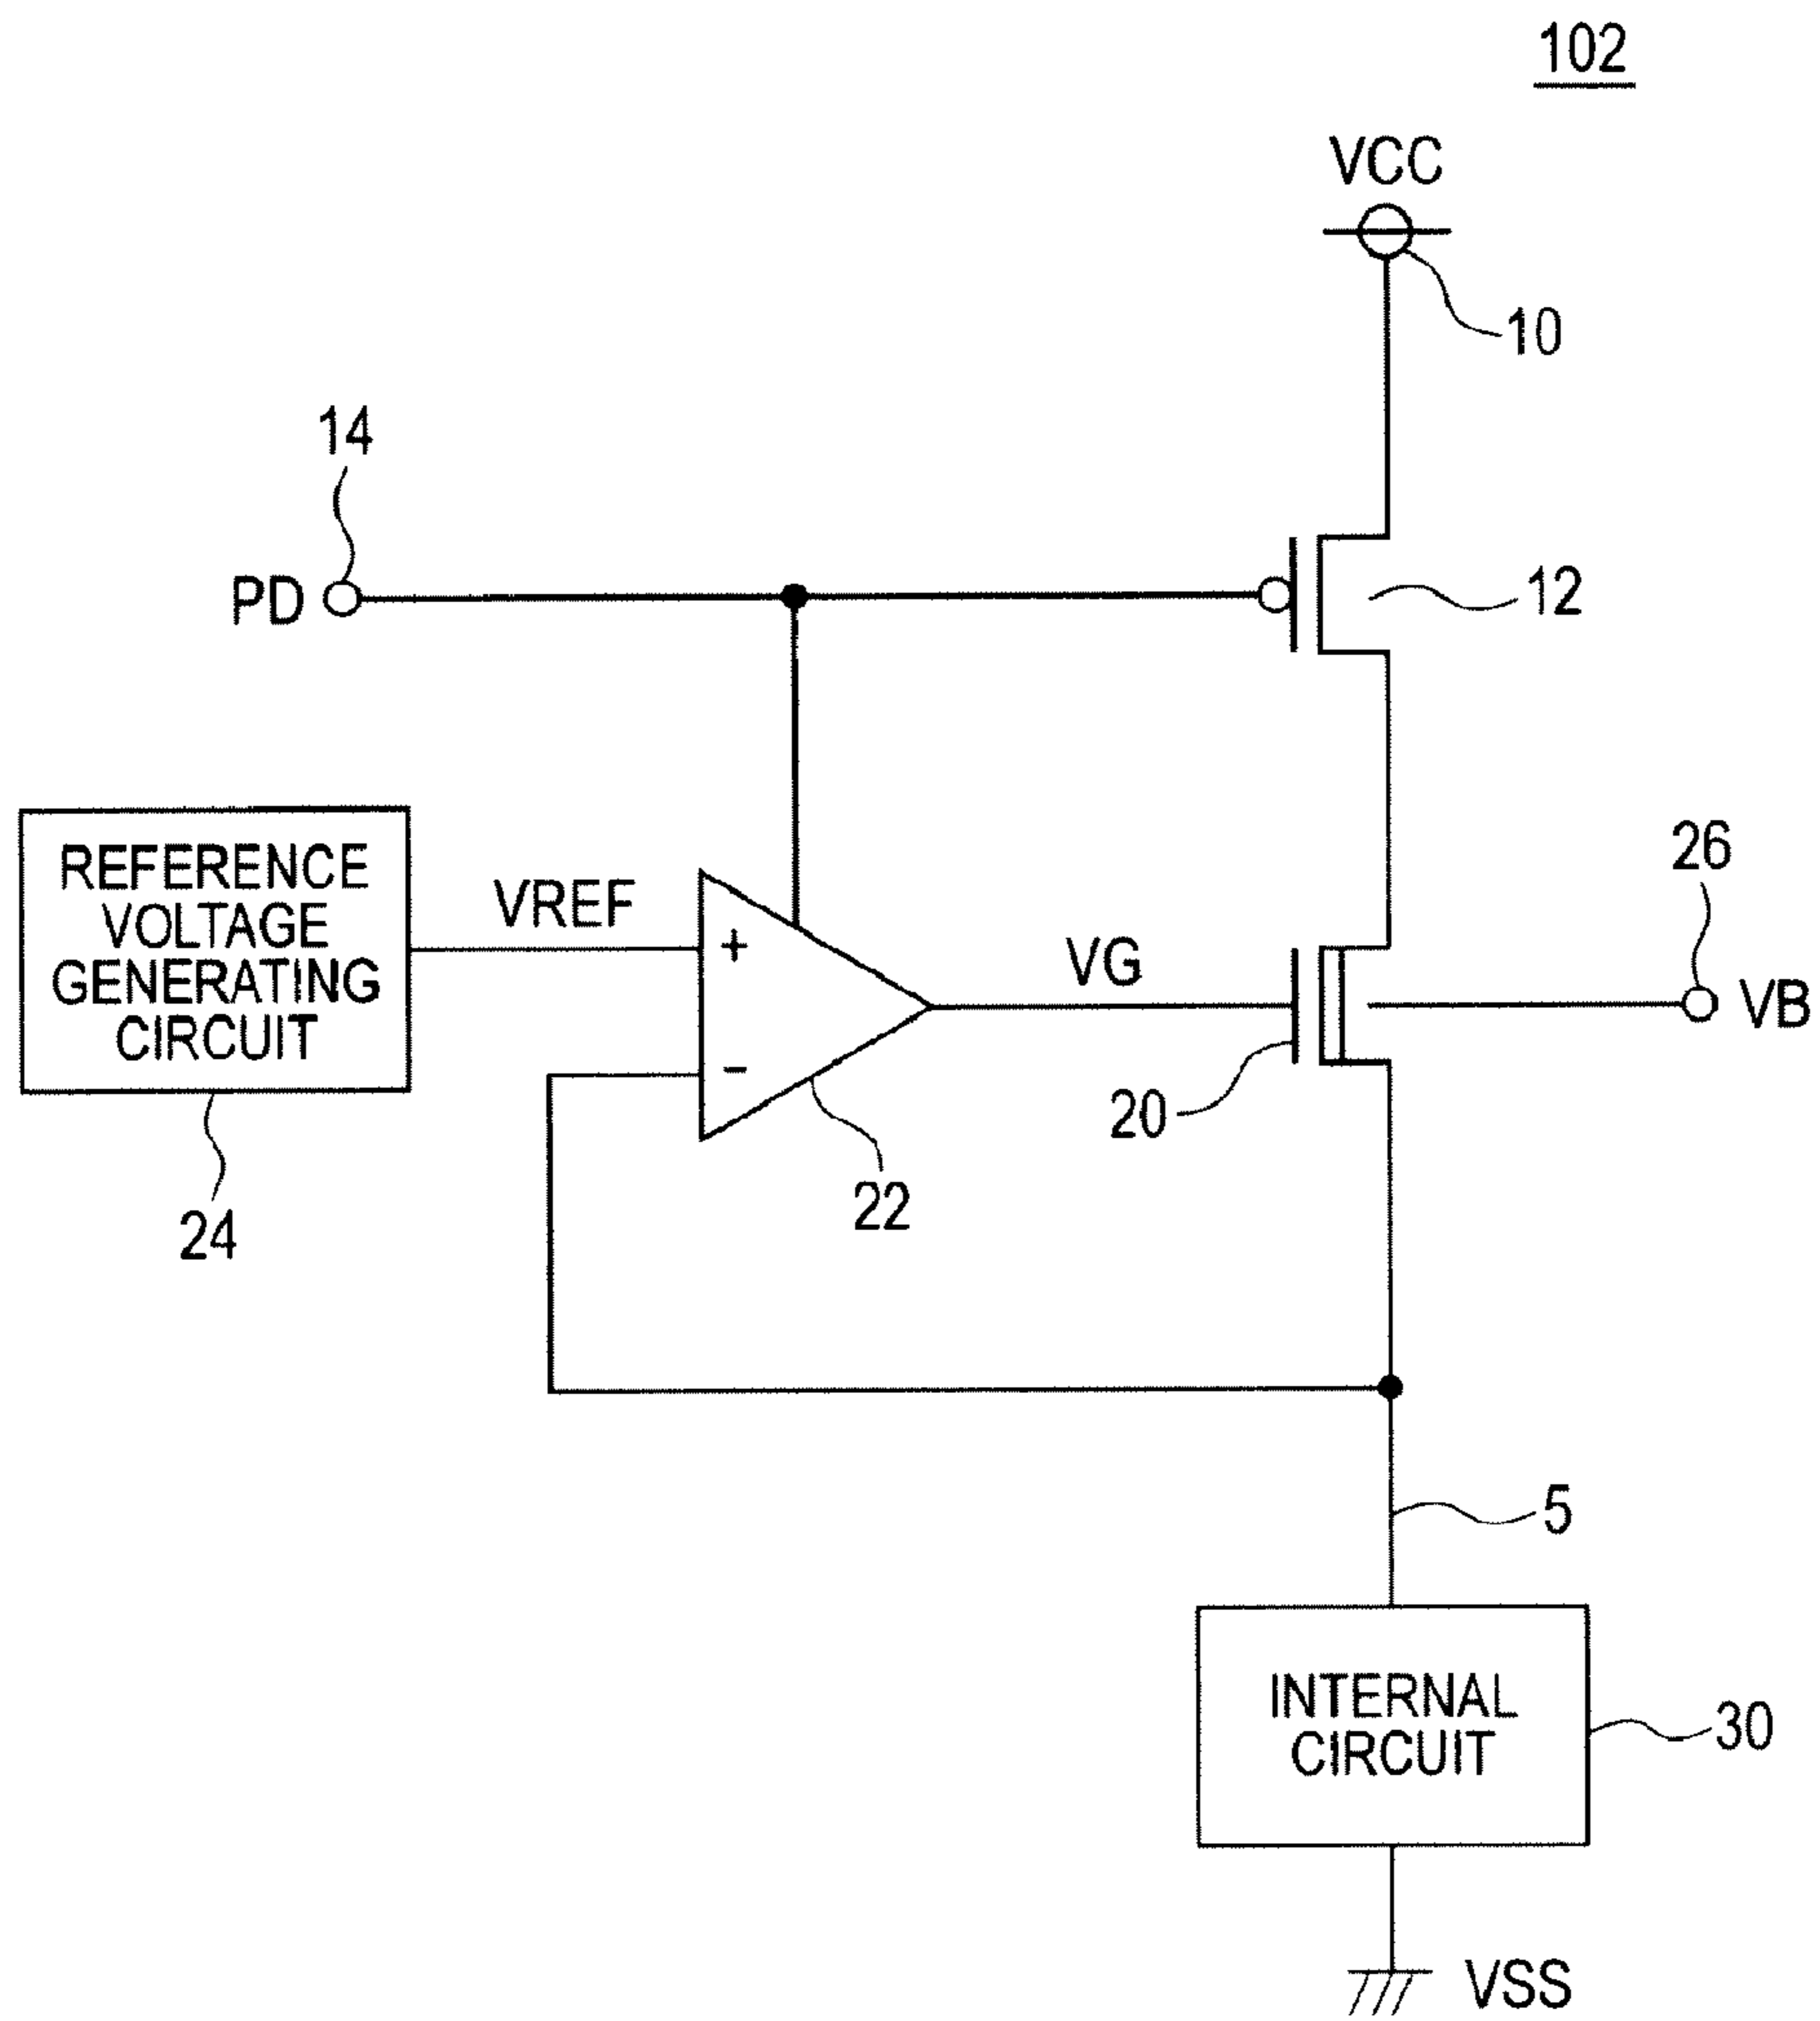 102
VCC
10
14
PD
12
REFERENCE
VOLTAGE
GENERATING
CIRCUIT
VREF
+
-
VG
26
VB
20
22
24
5
INTERNAL
CIRCUIT
30
VSS